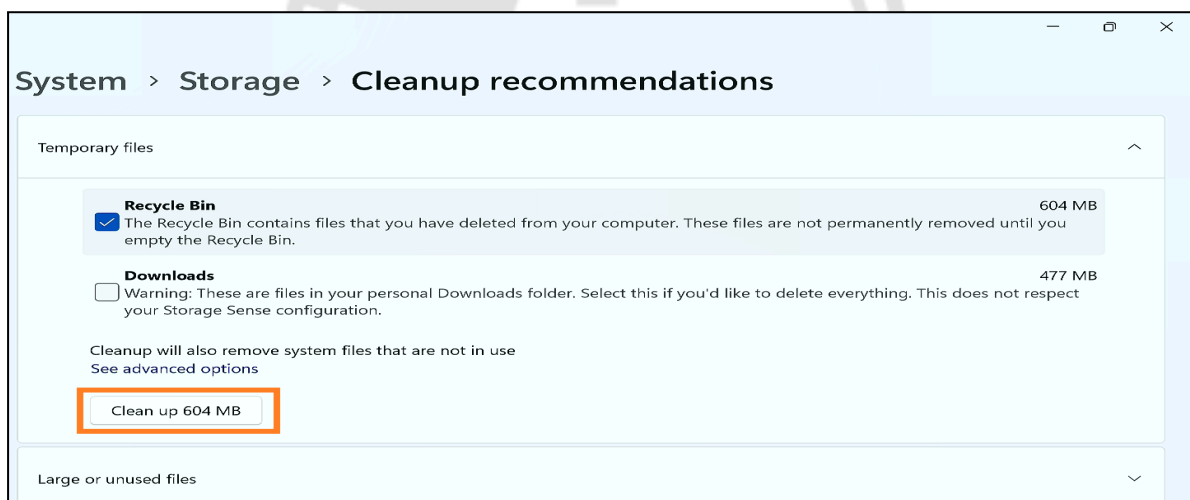 System > Storage > Cleanup recommendations
Temporary files
Recycle Bin 604 MB
The Recycle Bin contains files that you have deleted from your computer. These files are not permanently removed until you
empty the Recycle Bin.
Downloads 477 MB
Warning: These are files in your personal Downloads folder. Select this if you'd like to delete everything. This does not respect
your Storage Sense configuration.
Cleanup will also remove system files that are not in use
See advanced options
Clean up 604 MB
Large or unused files